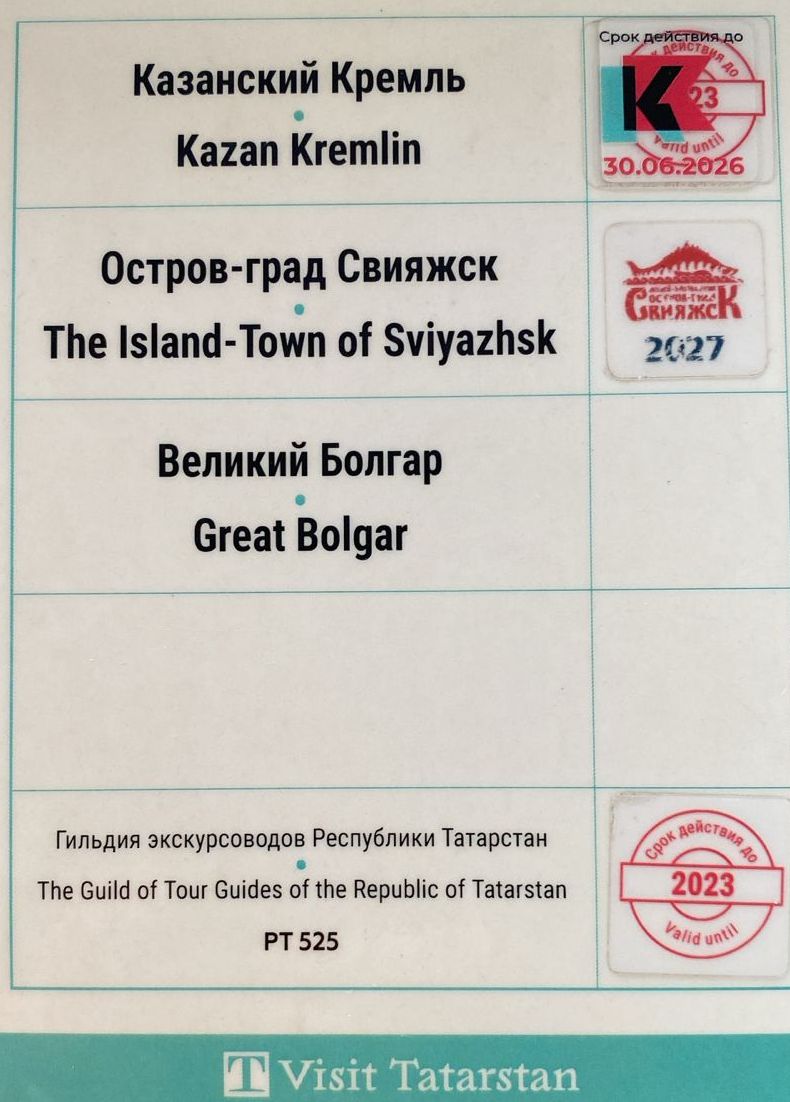 Казанский Кремль
Kazan Kremlin
Срок действия до
23
Valid until
30.06.2026
Остров-град Свияжск
The Island-Town of Sviyazhsk
ОСТРОВ-ГРАД
СВИЯЖСК
2027
Великий Болгар
Great Bolgar
Гильдия экскурсоводов Республики Татарстан
The Guild of Tour Guides of the Republic of Tatarstan
РТ 525
Срок действия до
2023
Valid until
T Visit Tatarstan